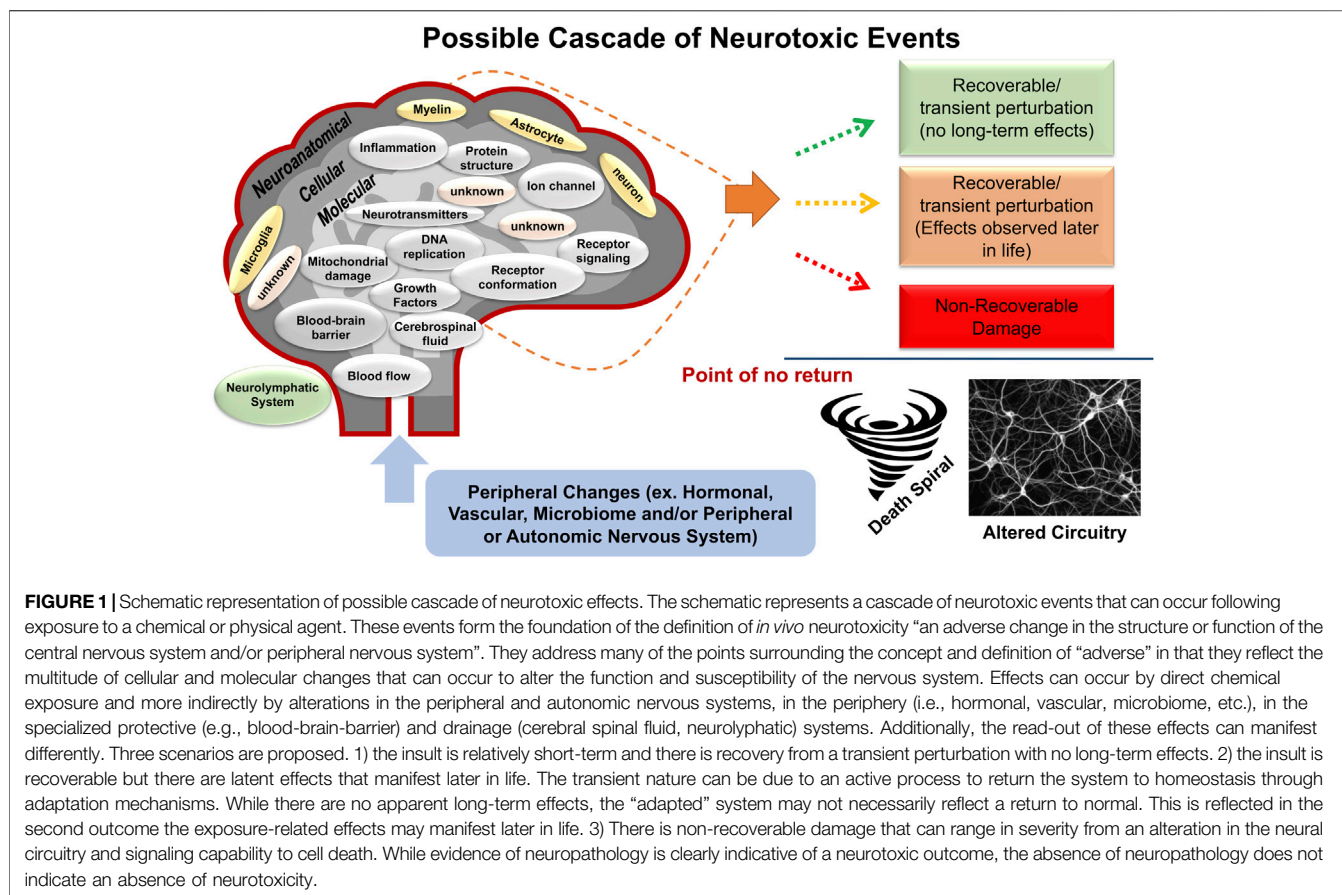 Possible Cascade of Neurotoxic Events
Neuroanatomical
Cellular
Molecular
Myelin
Astrocyte
neuron
Inflammation
Protein
structure
unknown
Ion channel
Neurotransmitters
unknown
Microglia
unknown
Mitochondrial
damage
DNA
replication
Receptor
signaling
Receptor
conformation
Growth
Factors
Blood-brain
barrier
Cerebrospinal
fluid
Blood flow
Neurolymphatic
System
Peripheral Changes (ex. Hormonal,
Vascular, Microbiome and/or Peripheral
or Autonomic Nervous System)
Recoverable/
transient perturbation
(no long-term effects)
Recoverable/
transient perturbation
(Effects observed later
in life)
Non-Recoverable
Damage
Point of no return
Death Spiral
Altered Circuitry
FIGURE 1 | Schematic representation of possible cascade of neurotoxic effects. The schematic represents a cascade of neurotoxic events that can occur following
exposure to a chemical or physical agent. These events form the foundation of the definition of in vivo neurotoxicity “an adverse change in the structure or function of the
central nervous system and/or peripheral nervous system”. They address many of the points surrounding the concept and definition of “adverse” in that they reflect the
multitude of cellular and molecular changes that can occur to alter the function and susceptibility of the nervous system. Effects can occur by direct chemical
exposure and more indirectly by alterations in the peripheral and autonomic nervous systems, in the periphery (i.e., hormonal, vascular, microbiome, etc.), in the
specialized protective (e.g., blood-brain-barrier) and drainage (cerebral spinal fluid, neurolyphatic) systems. Additionally, the read-out of these effects can manifest
differently. Three scenarios are proposed. 1) the insult is relatively short-term and there is recovery from a transient perturbation with no long-term effects. 2) the insult is
recoverable but there are latent effects that manifest later in life. The transient nature can be due to an active process to return the system to homeostasis through
adaptation mechanisms. While there are no apparent long-term effects, the “adapted” system may not necessarily reflect a return to normal. This is reflected in the
second outcome the exposure-related effects may manifest later in life. 3) There is non-recoverable damage that can range in severity from an alteration in the neural
circuitry and signaling capability to cell death. While evidence of neuropathology is clearly indicative of a neurotoxic outcome, the absence of neuropathology does not
indicate an absence of neurotoxicity.